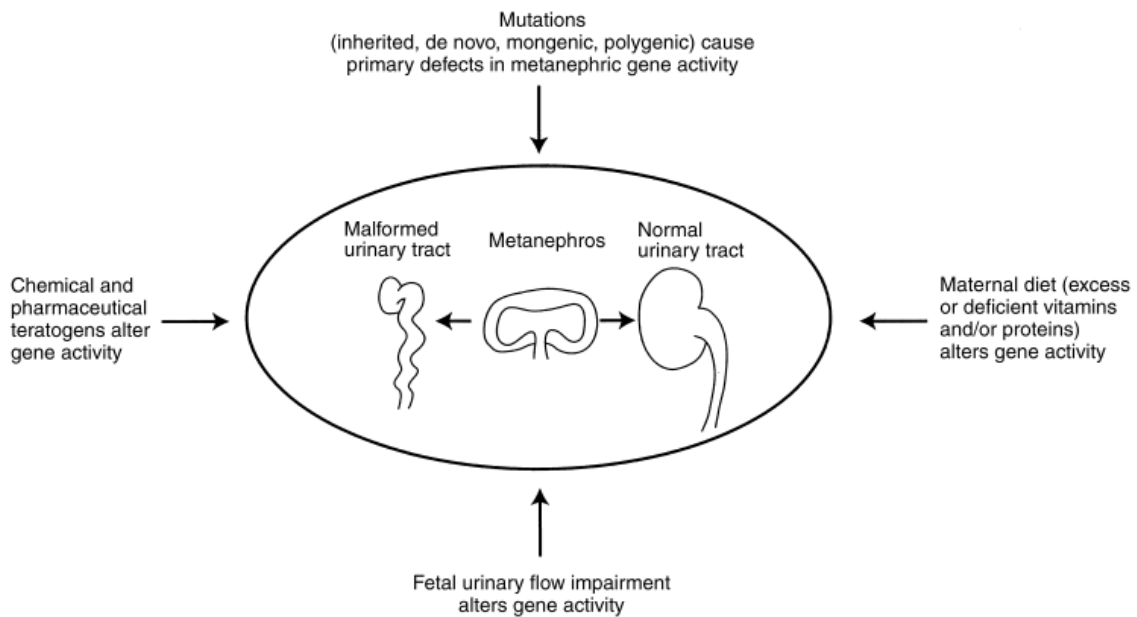 Mutations
(inherited, de novo, mongenic, polygenic) cause
primary defects in metanephric gene activity
Malformed
urinary tract
Metanephros
Normal
urinary tract
Chemical and
pharmaceutical
teratogens alter
gene activity
Maternal diet (excess
or deficient vitamins
and/or proteins)
alters gene activity
Fetal urinary flow impairment
alters gene activity